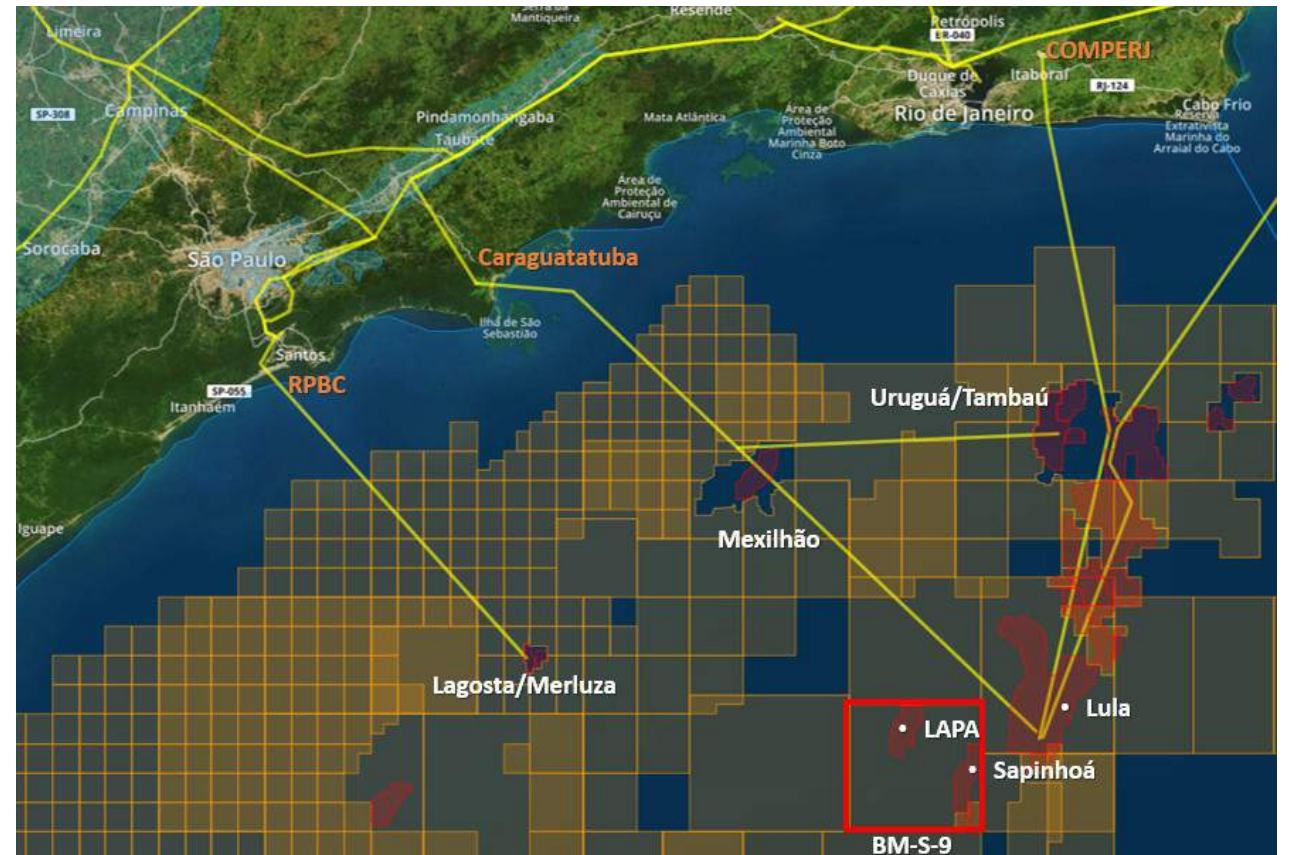 Serra da
Mantiqueira
Resende
Petrópolis
BR-040
COMPERJ
Limeira
Duque de
Caxias
Itaboraí
RJ-124
SP-308
Campinas
Pindamonhangaba
Taubaté
Mata Atlântica
Área de
Proteção
Ambiental
Marinha Boto
Cinza
Rio de Janeiro
Cabo Frio
Reserva
Extrativista
Marinha do
Arraial do Cabo
Área de
Proteção
Ambiental de
Cairuçu
Sorocaba
São Paulo
Caraguatatuba
Ilha de São
Sebastião
Santos
RPBC
SP-055
Itanhaém
Uruguá/Tambaú
Iguape
Mexilhão
Lagosta/Merluza
Lula
LAPA
Sapinhoá
BM-S-9